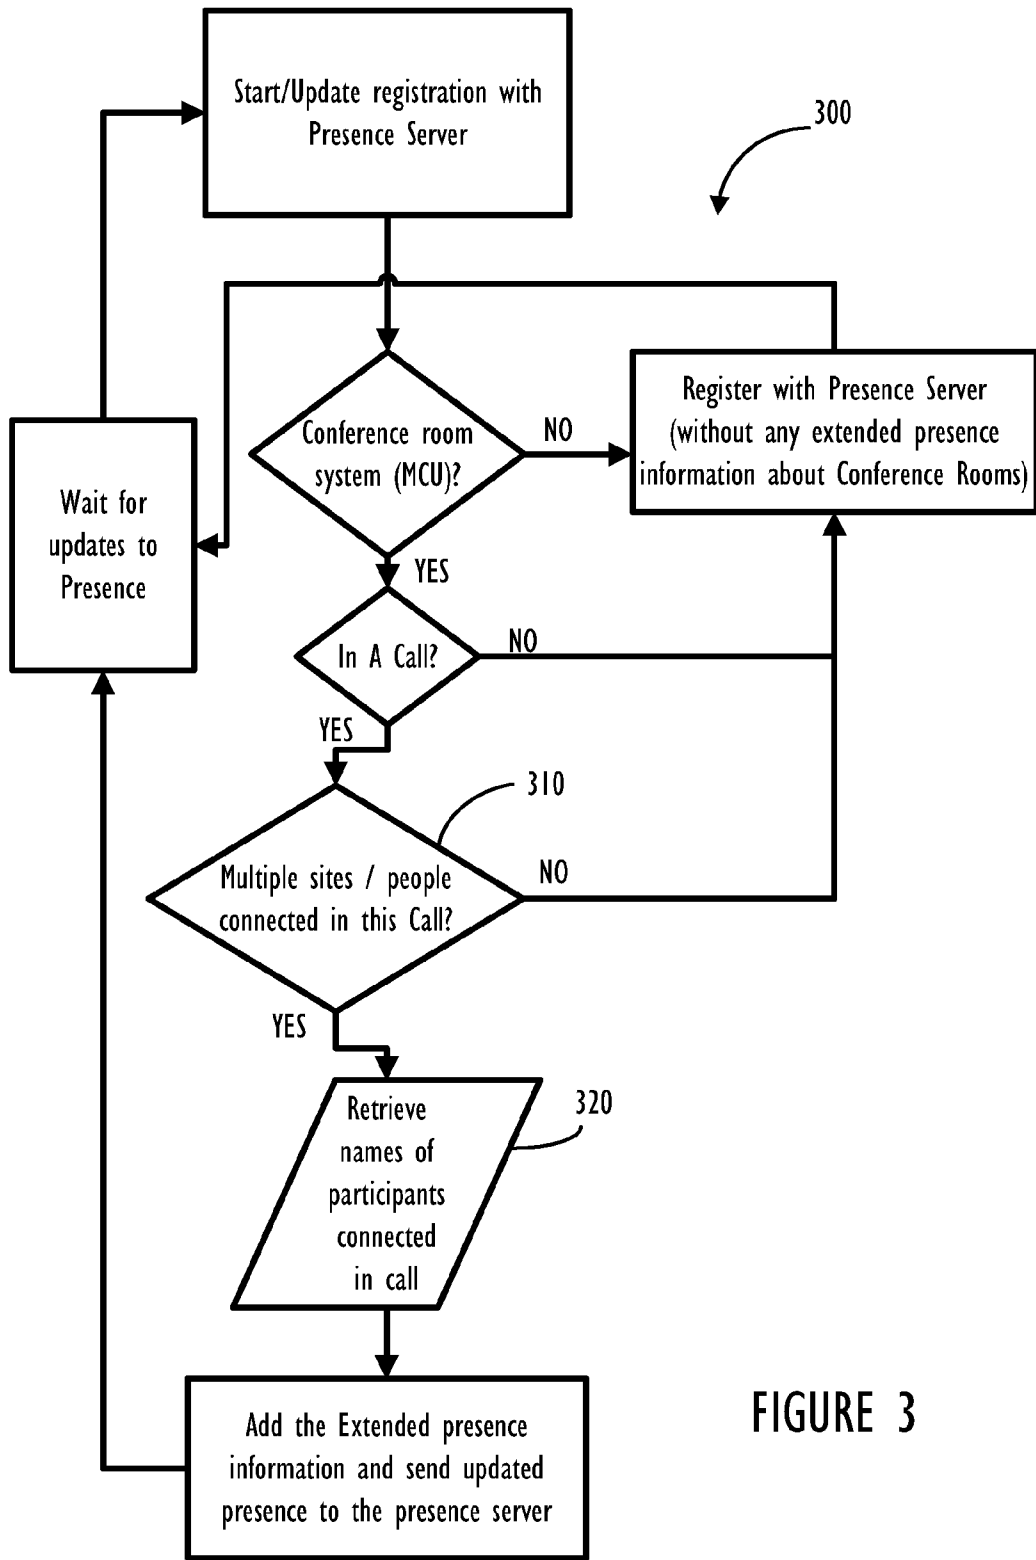 Start/Update registration with
Presence Server
300
Conference room
system (MCU)?
NO
Register with Presence Server
(without any extended presence
information about Conference Rooms)
Wait for
updates to
Presence
YES
In A Call?
NO
YES
310
Multiple sites / people
connected in this Call?
NO
YES
Retrieve
names of
participants
connected
in call
320
Add the Extended presence
information and send updated
presence to the presence server
FIGURE 3